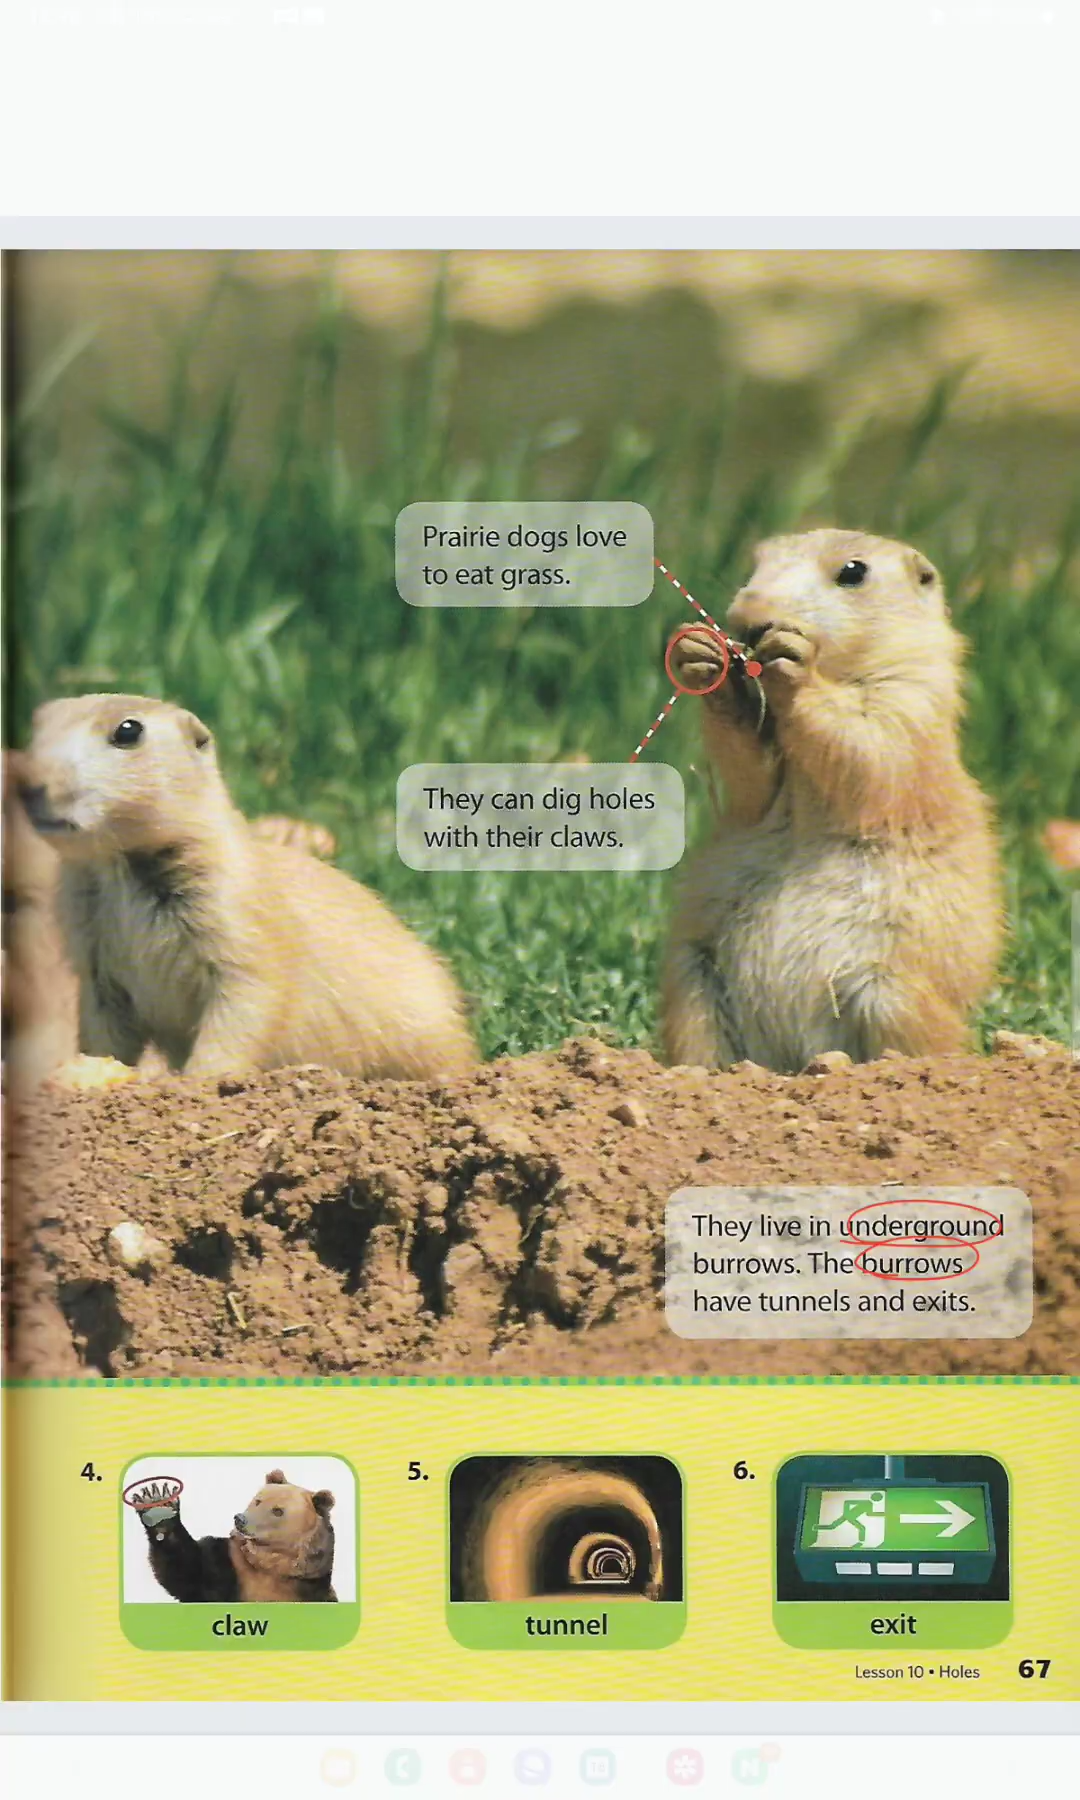 Prairie dogs love
to eat grass.
They can dig holes
with their claws.
They live in underground
burrows. The burrows
have tunnels and exits.
4.
claw
5.
tunnel
6.
exit
Lesson 10 • Holes 67